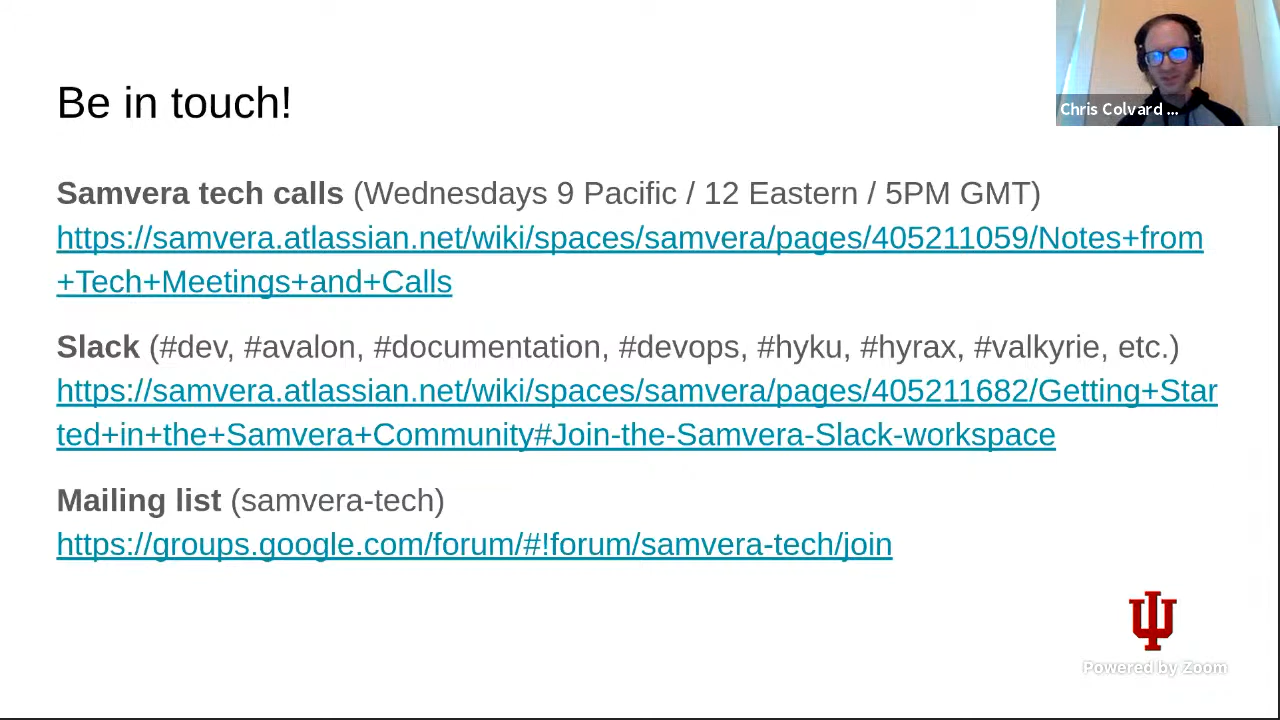 Be in touch!
Chris Colvard ...
Samvera tech calls (Wednesdays 9 Pacific / 12 Eastern / 5PM GMT)
https://samvera.atlassian.net/wiki/spaces/samvera/pages/405211059/Notes+from
+Tech+Meetings+and+Calls
Slack (#dev, #avalon, #documentation, #devops, #hyku, #hyrax, #valkyrie, etc.)
https://samvera.atlassian.net/wiki/spaces/samvera/pages/405211682/Getting+Star
ted+in+the+Samvera+Community#Join-the-Samvera-Slack-workspace
Mailing list (samvera-tech)
https://groups.google.com/forum/#!forum/samvera-tech/join
Powered by Zoom